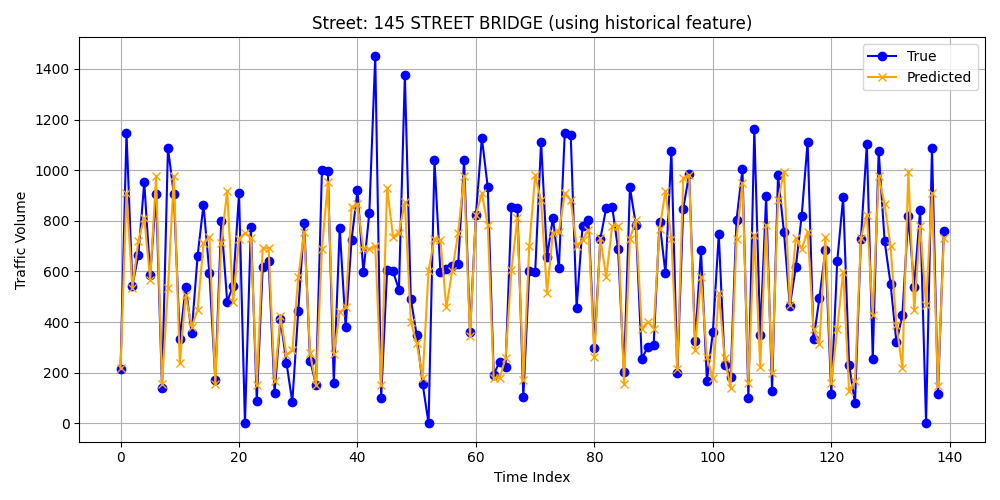 Street: 145 STREET BRIDGE (using historical feature)
True
Predicted
Traffic Volume
1400
1200
1000
800
600
400
200
0
0 20 40 60 80 100 120 140
Time Index